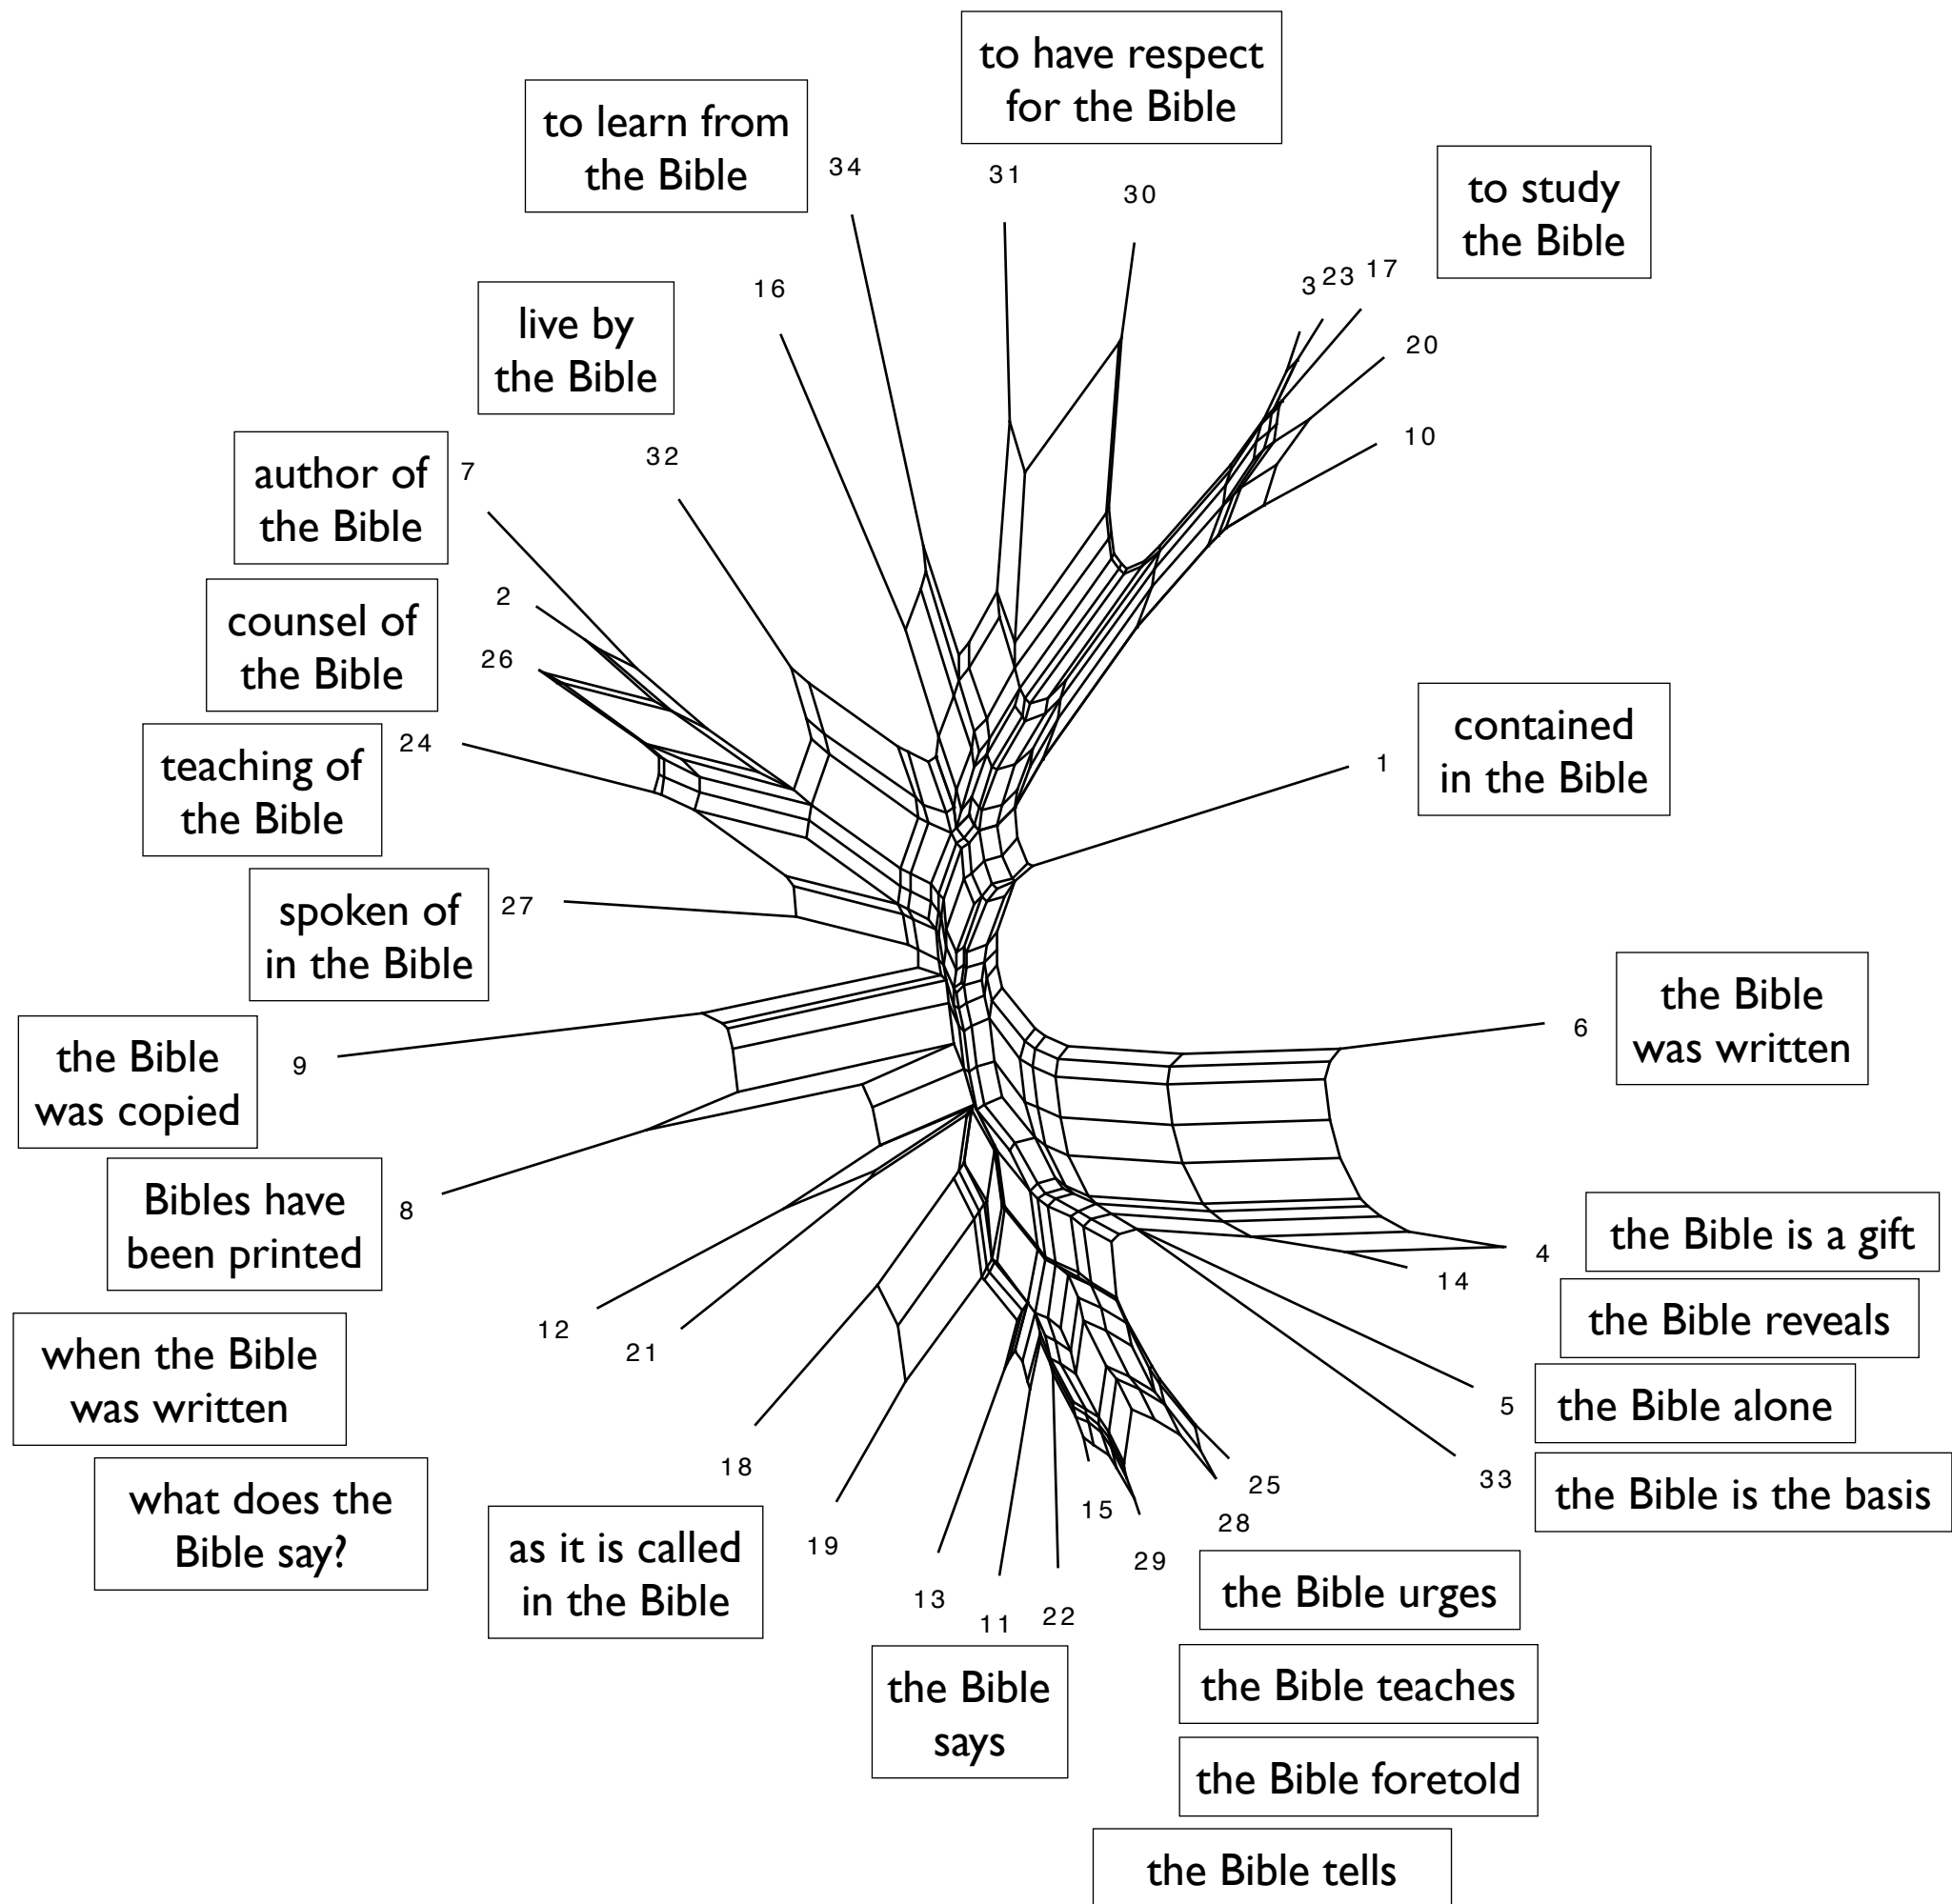 to have respect
for the Bible
to learn from
the Bible
34
31
30
to study
the Bible
3
23
17
16
live by
the Bible
20
10
32
author of
the Bible
7
2
counsel of
the Bible
26
24
teaching of
the Bible
contained
in the Bible
1
spoken of
in the Bible
27
the Bible
was written
6
the Bible
was copied
9
Bibles have
been printed
8
the Bible is a gift
4
14
the Bible reveals
when the Bible
was written
12
21
5
the Bible alone
what does the
Bible say?
18
33
the Bible is the basis
25
15
28
as it is called
in the Bible
19
29
13
11
22
the Bible urges
the Bible
says
the Bible teaches
the Bible foretold
the Bible tells